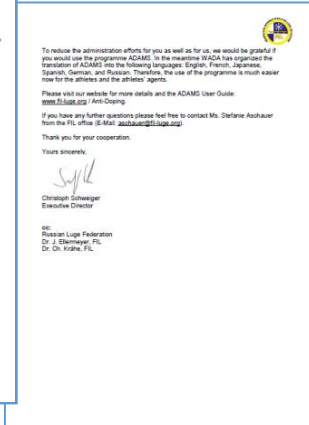 To reduce the administration efforts for you as well as for us, we would be grateful if
you would use the programme ADAMS. In the meantime WADA has organized the
translation of ADAMS into the following languages: English, French, Japanese,
Spanish, German, and Russian. Therefore, the use of the programme is much easier
now for the athletes and the athletes' agents.
Please visit our website for more details and the ADAMS User Guide:
www.fil-luge.org / Anti-Doping.
If you have any further questions please feel free to contact Ms. Stefanie Aschauer
from the FIL office (E-Mail: aschauer@fil-luge.org).
Thank you for your cooperation.
Yours sincerely,
Christoph Schweiger
Executive Director
cc:
Russian Luge Federation
Dr. J. Ellermeyer, FIL
Dr. Ch. Krähe, FIL